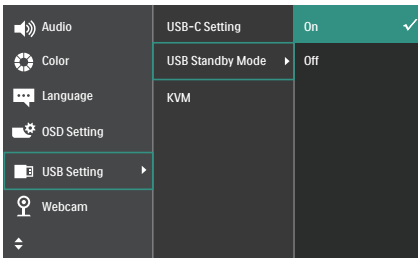 Audio
Color
Language
OSD Setting
USB Setting
Webcam
USB-C Setting
USB Standby Mode
KVM
On
Off